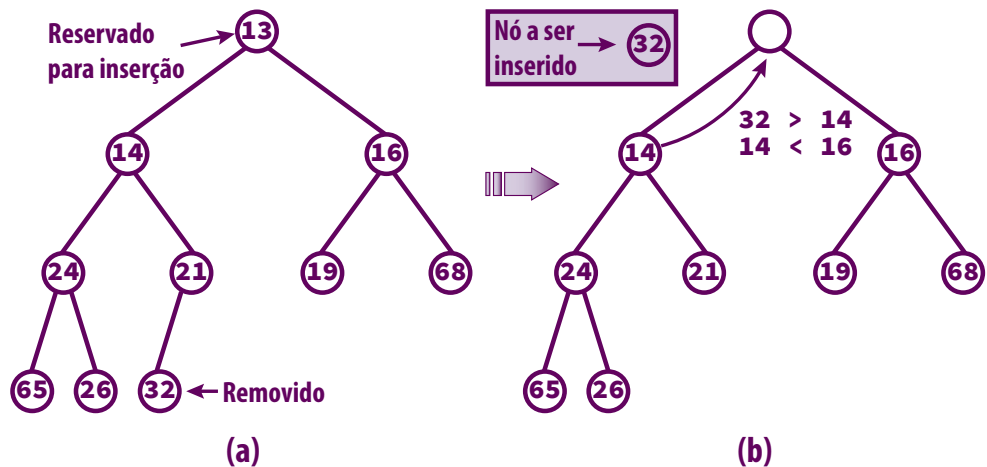 Reservado
para inserção
13
14
16
24
21
19
68
65
26
32
Removido
(a)
Nó a ser
inserido
32
32 > 14
14 < 16
14
16
24
21
19
68
65
26
(b)